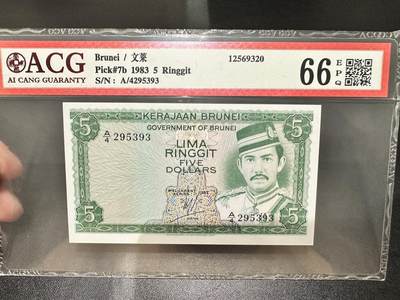 ACG
AI CANG GUARANTY
Brunei / 文莱
Pick#7b 1983 5 Ringgit
S/N : A/4295393
12569320
66 EPQ
KERAJAAN BRUNEI
GOVERNMENT OF BRUNEI
5
5
A/4 295393
LIMA
RINGGIT
FIVE
DOLLARS
A/4 295393
5
5